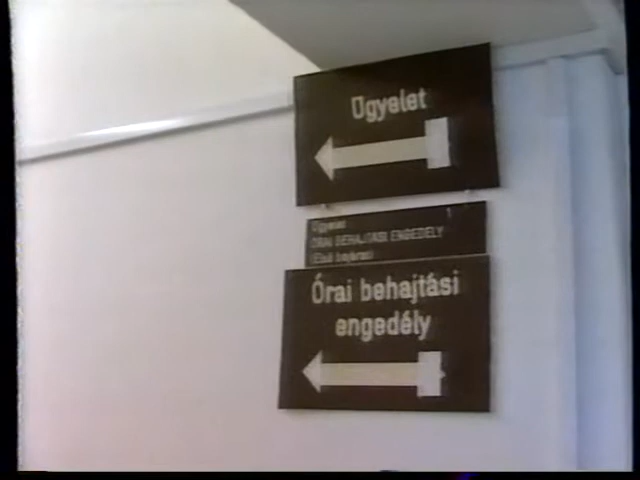 Ügyelet
Ügyelet
ÓRAI BEHAJTÁSI ENGEDÉLY
(Első bejárat)
Órai behajtási
engedély